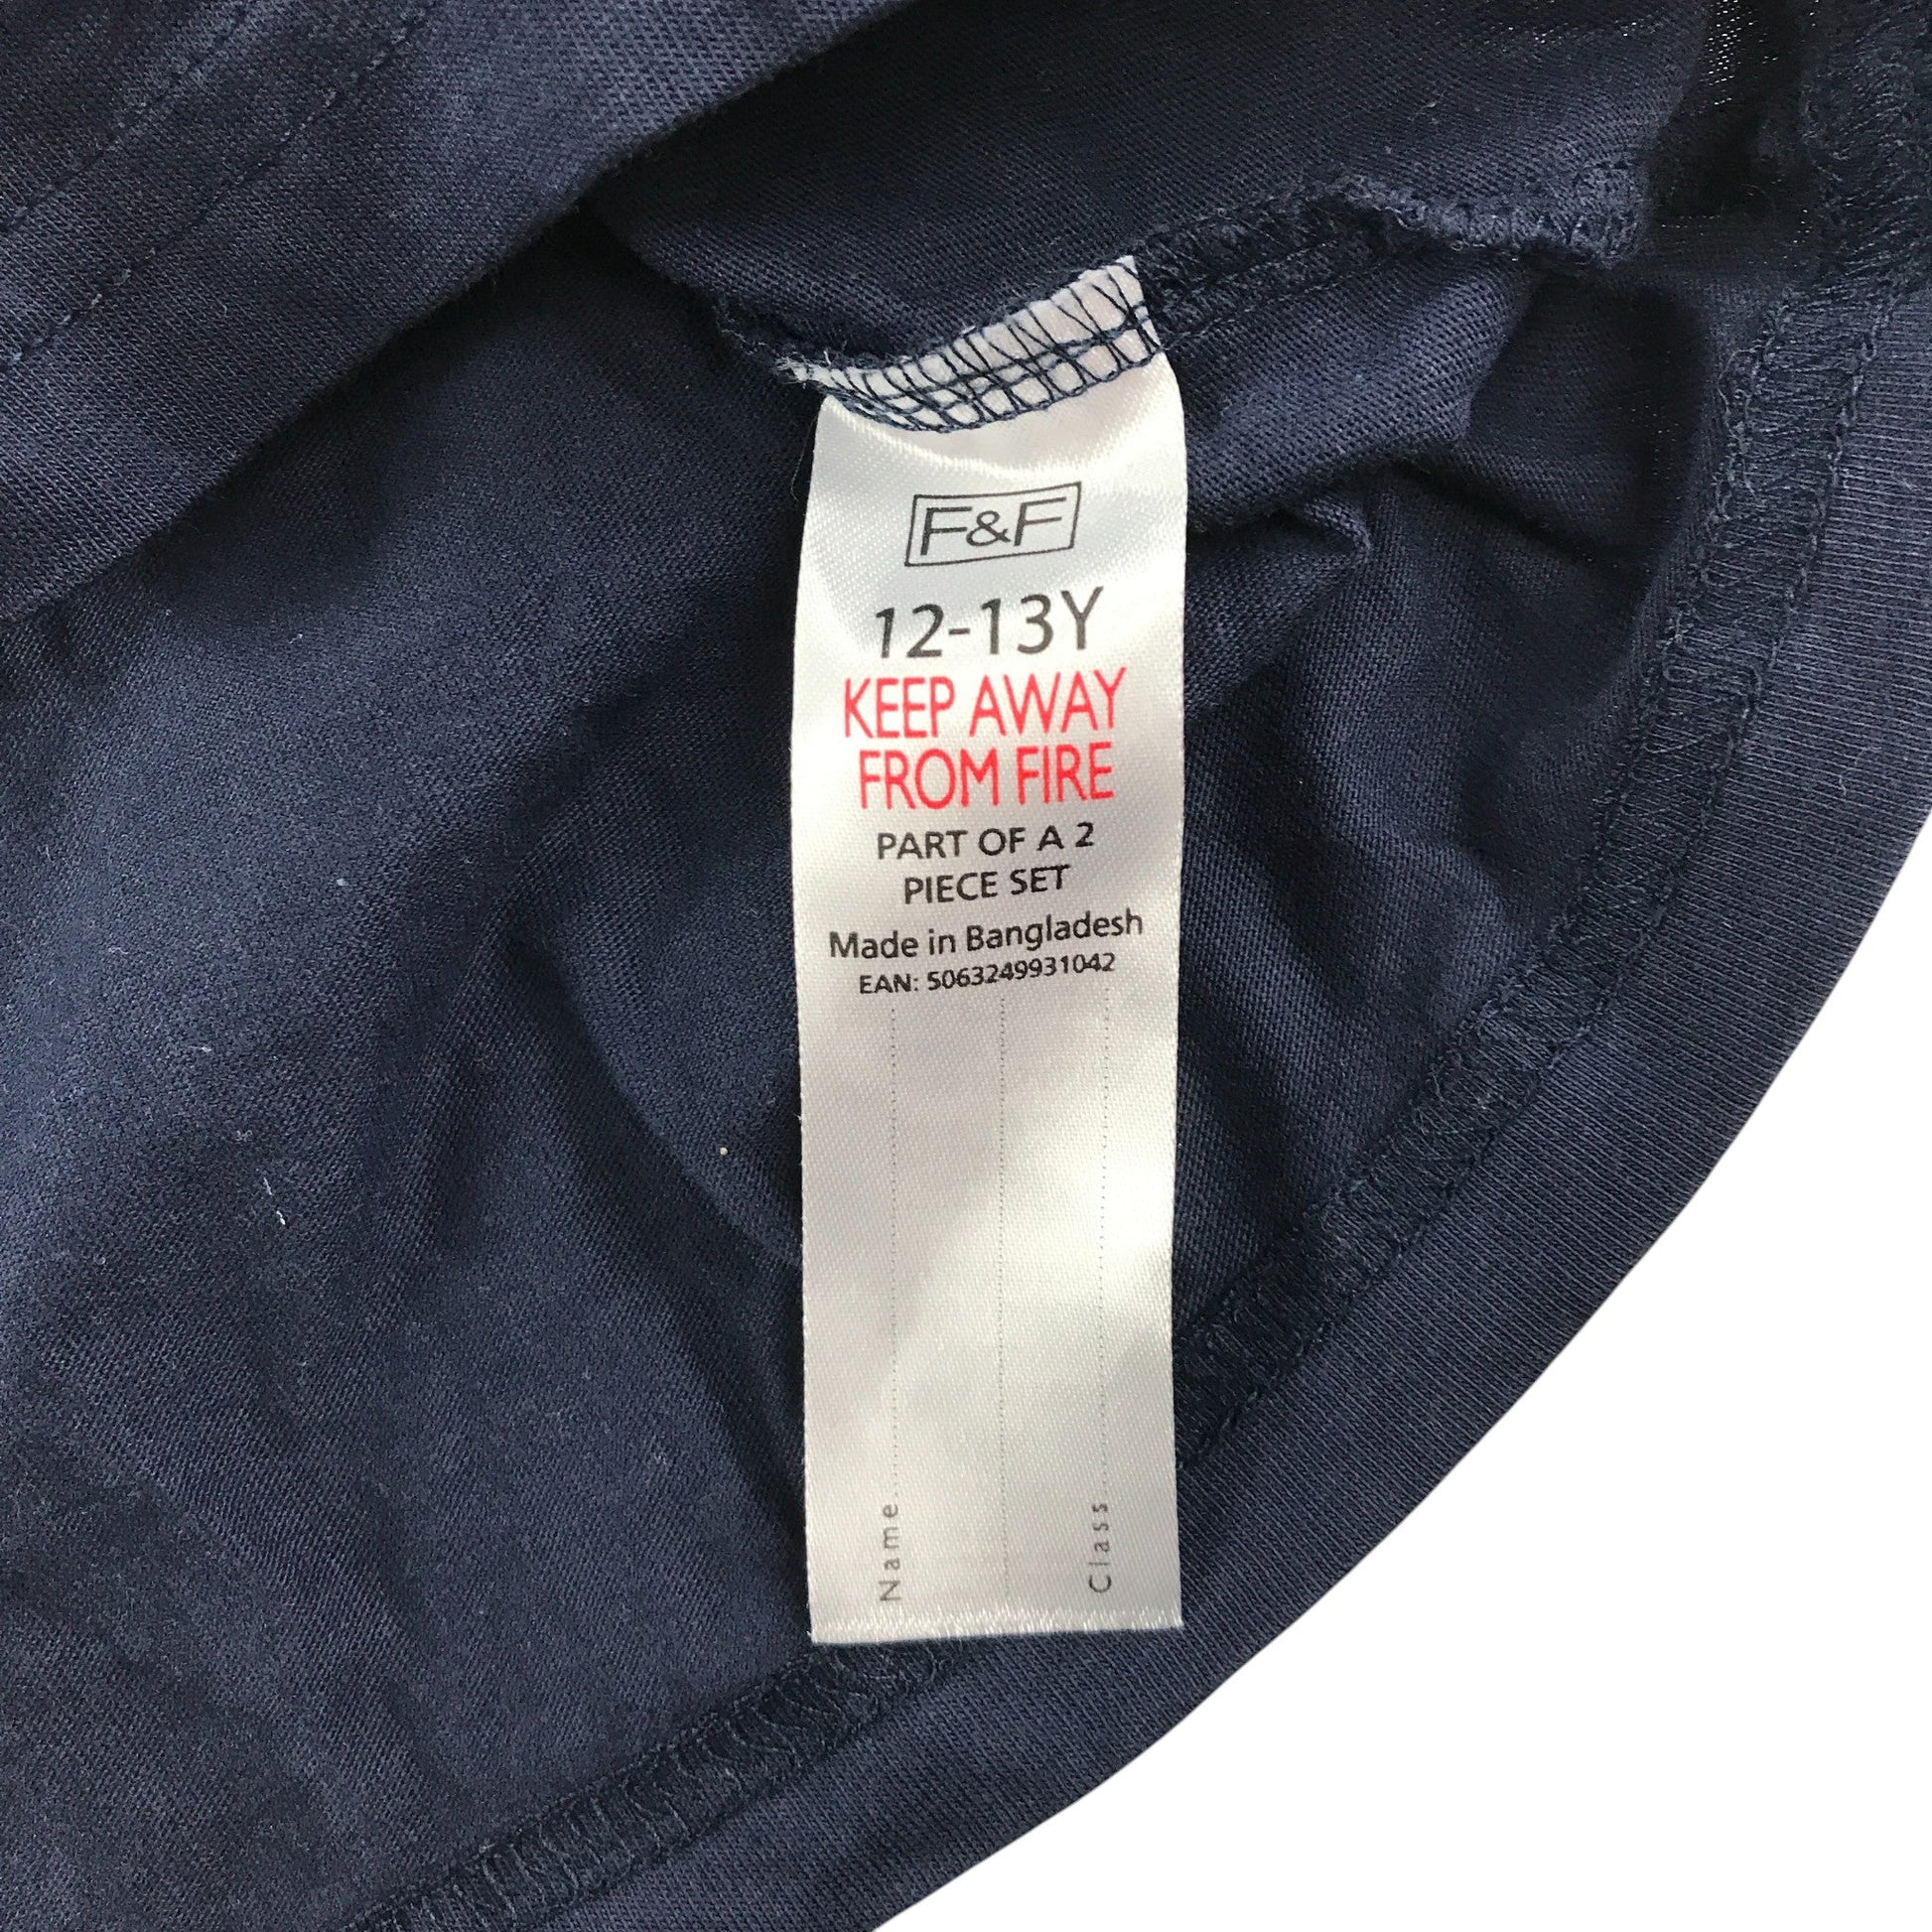 F&F
12-13Y
KEEP AWAY
FROM FIRE
PART OF A 2
PIECE SET
Made in Bangladesh
EAN: 5063249931042
Name
Class